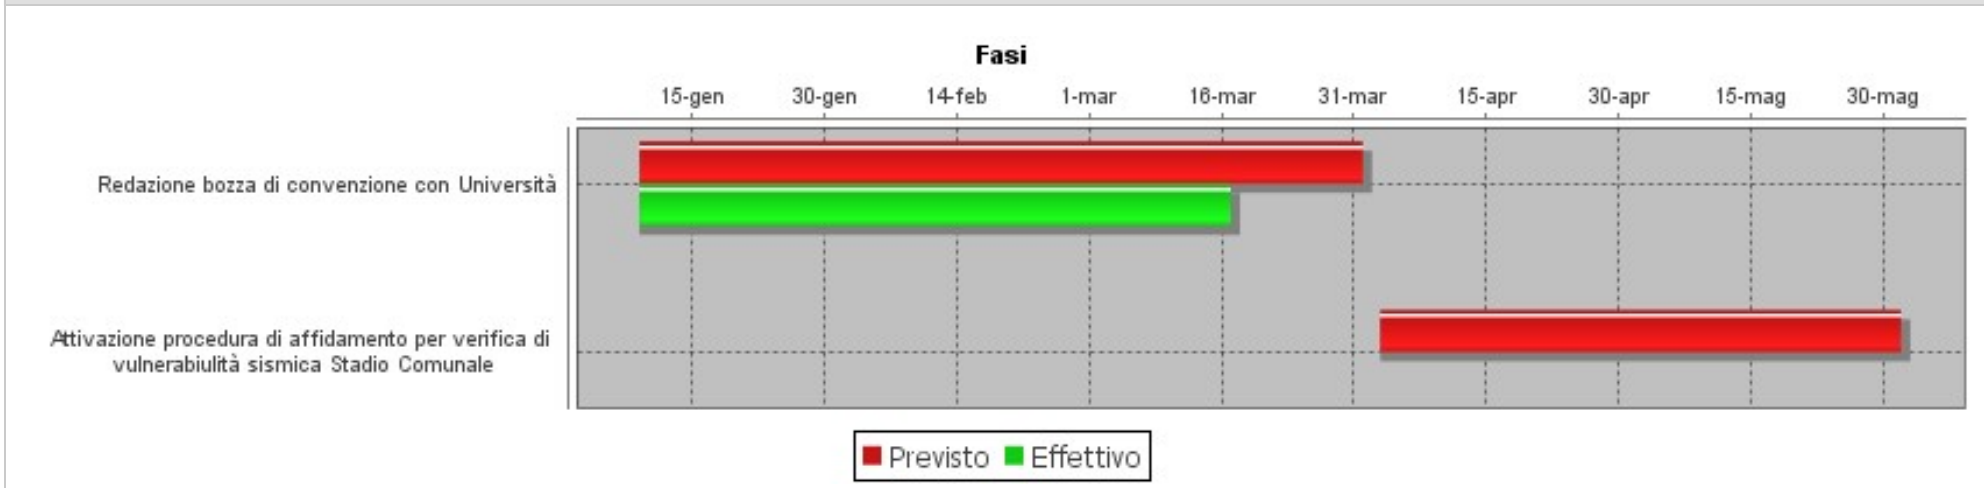 Fasi
15-gen 30-gen 14-feb 1-mar 16-mar 31-mar 15-apr 30-apr 15-mag 30-mag
Redazione bozza di convenzione con Università
Attivazione procedura di affidamento per verifica di
vulnerabiulità sismica Stadio Comunale
Previsto Effettivo